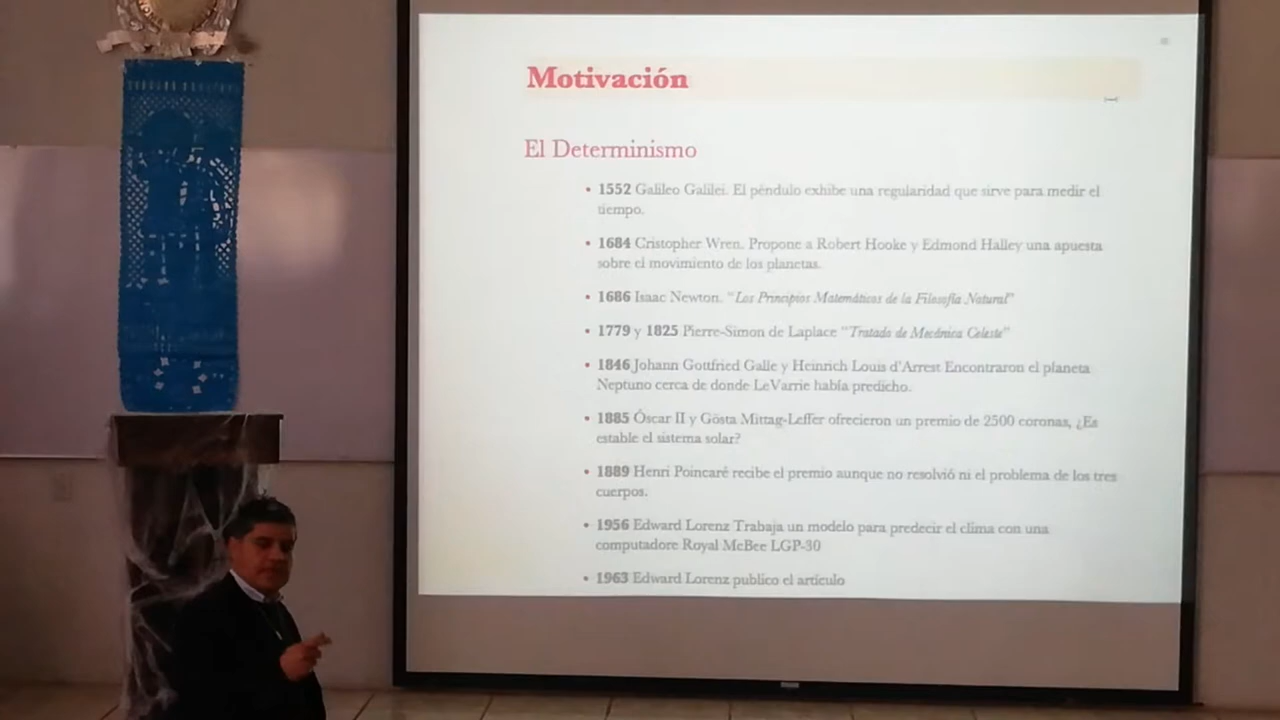 Motivación
El Determinismo
• 1552 Galileo Galilei. El péndulo exhibe una regularidad que sirve para medir el
tiempo.
• 1684 Cristopher Wren. Propone a Robert Hooke y Edmond Halley una apuesta
sobre el movimiento de los planetas.
• 1686 Isaac Newton. "Los Principios Matemáticos de la Filosofía Natural"
• 1779 y 1825 Pierre-Simon de Laplace "Tratado de Mecánica Celeste"
• 1846 Johann Gottfried Galle y Heinrich Louis d'Arrest Encontraron el planeta
Neptuno cerca de donde LeVarrie había predicho.
• 1885 Óscar II y Gösta Mittag-Leffer ofrecieron un premio de 2500 coronas, ¿Es
estable el sistema solar?
• 1889 Henri Poincaré recibe el premio aunque no resolvió ni el problema de los tres
cuerpos.
• 1956 Edward Lorenz Trabaja un modelo para predecir el clima con una
computadore Royal McBee LGP-30
• 1963 Edward Lorenz publico el artículo